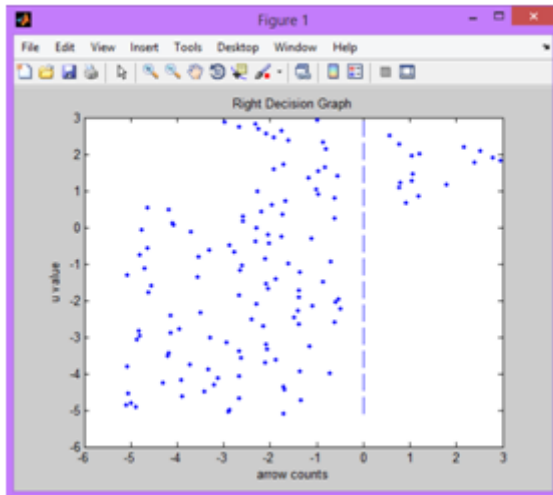 Figure 1
File Edit View Insert Tools Desktop Window Help
Right Decision Graph
3
2
1
0
-1
-2
-3
-4
-5
-6
u value
-6 -5 -4 -3 -2 -1 0 1 2 3
arrow counts